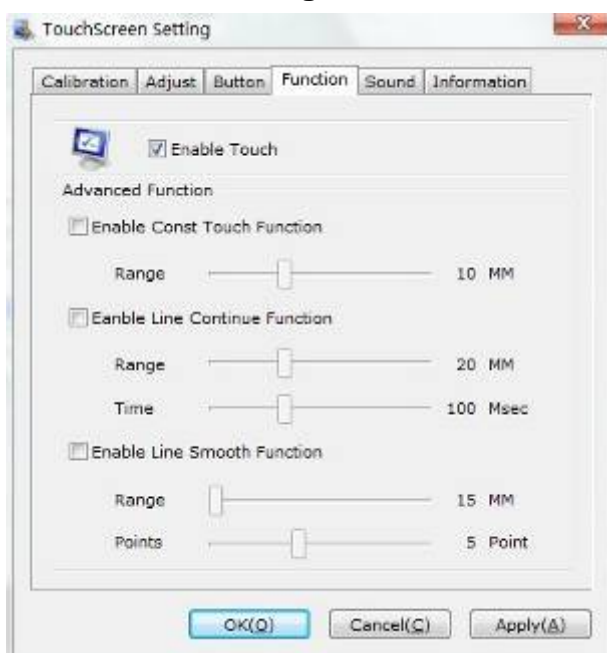 TouchScreen Setting
Calibration Adjust Button Function Sound Information
Enable Touch
Advanced Function
Enable Const Touch Function
Range 10 MM
Eanble Line Continue Function
Range 20 MM
Time 100 Msec
Enable Line Smooth Function
Range 15 MM
Points 5 Point
OK(O) Cancel(C) Apply(A)